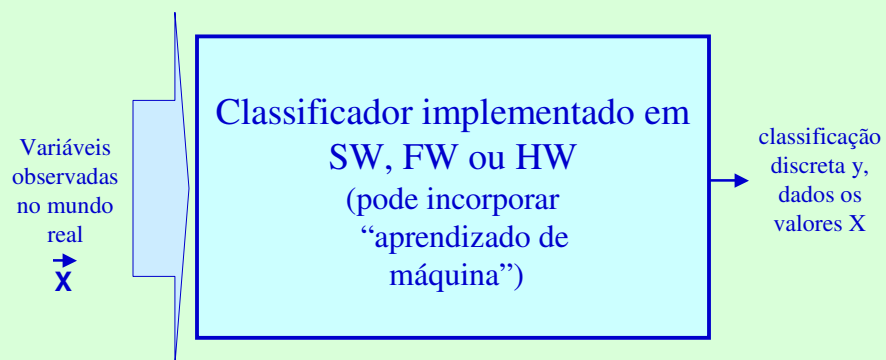 Variáveis
observadas
no mundo
real
X
Classificador implementado em
SW, FW ou HW
(pode incorporar
“aprendizado de
máquina”)
classificação
discreta y,
dados os
valores X